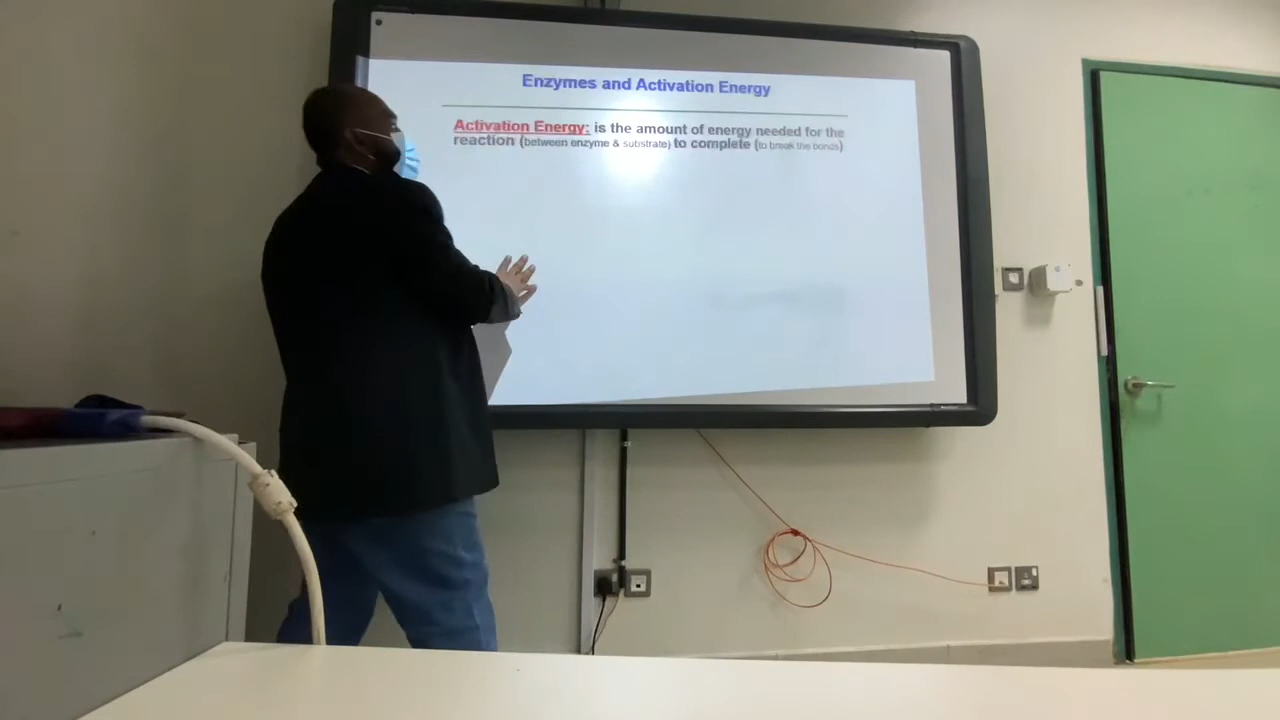 Enzymes and Activation Energy
Activation Energy: is the amount of energy needed for the
reaction (between enzyme & substrate) to complete (to break the bonds)